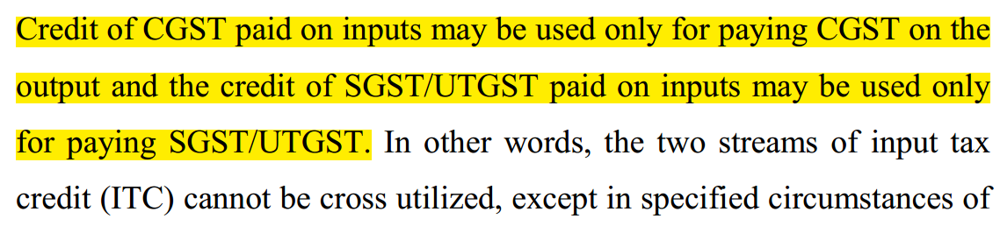 Credit of CGST paid on inputs may be used only for paying CGST on the
output and the credit of SGST/UTGST paid on inputs may be used only
for paying SGST/UTGST. In other words, the two streams of input tax
credit (ITC) cannot be cross utilized, except in specified circumstances of